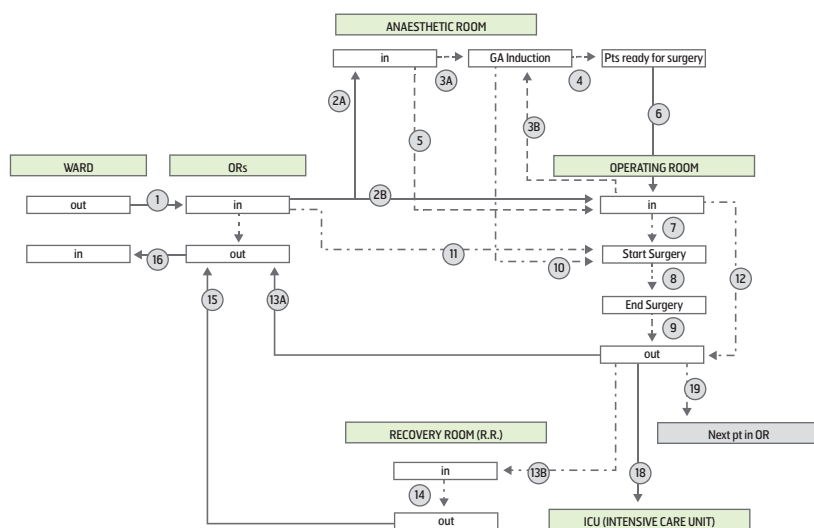 ANAESTHETIC ROOM
in
3A
GA Induction
4
Pts ready for surgery
2A
5
3B
6
WARD
ORs
OPERATING ROOM
out
1
in
2B
in
7
in
16
out
11
10
Start Surgery
12
15
13A
8
End Surgery
9
out
19
RECOVERY ROOM (R.R.)
Next pt in OR
in
13B
18
14
out
ICU (INTENSIVE CARE UNIT)